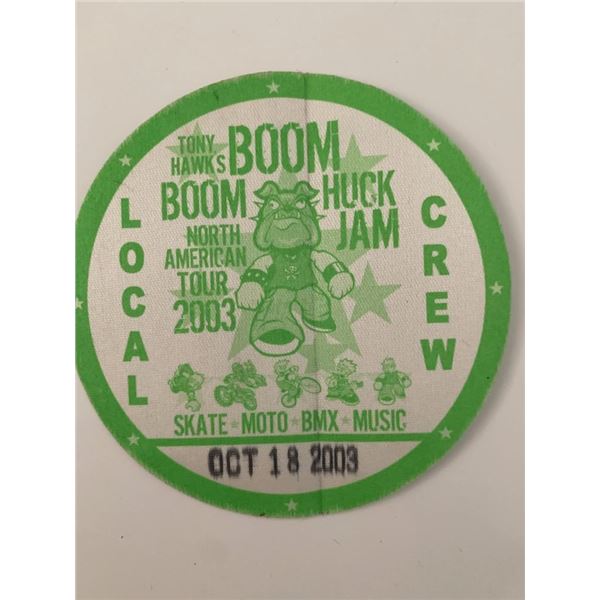 TONY HAWK'S BOOM
BOOM HUCK
JAM
NORTH
AMERICAN
TOUR
2003
LOCAL
CREW
SKATE★MOTO★BMX★MUSIC
OCT 18 2003